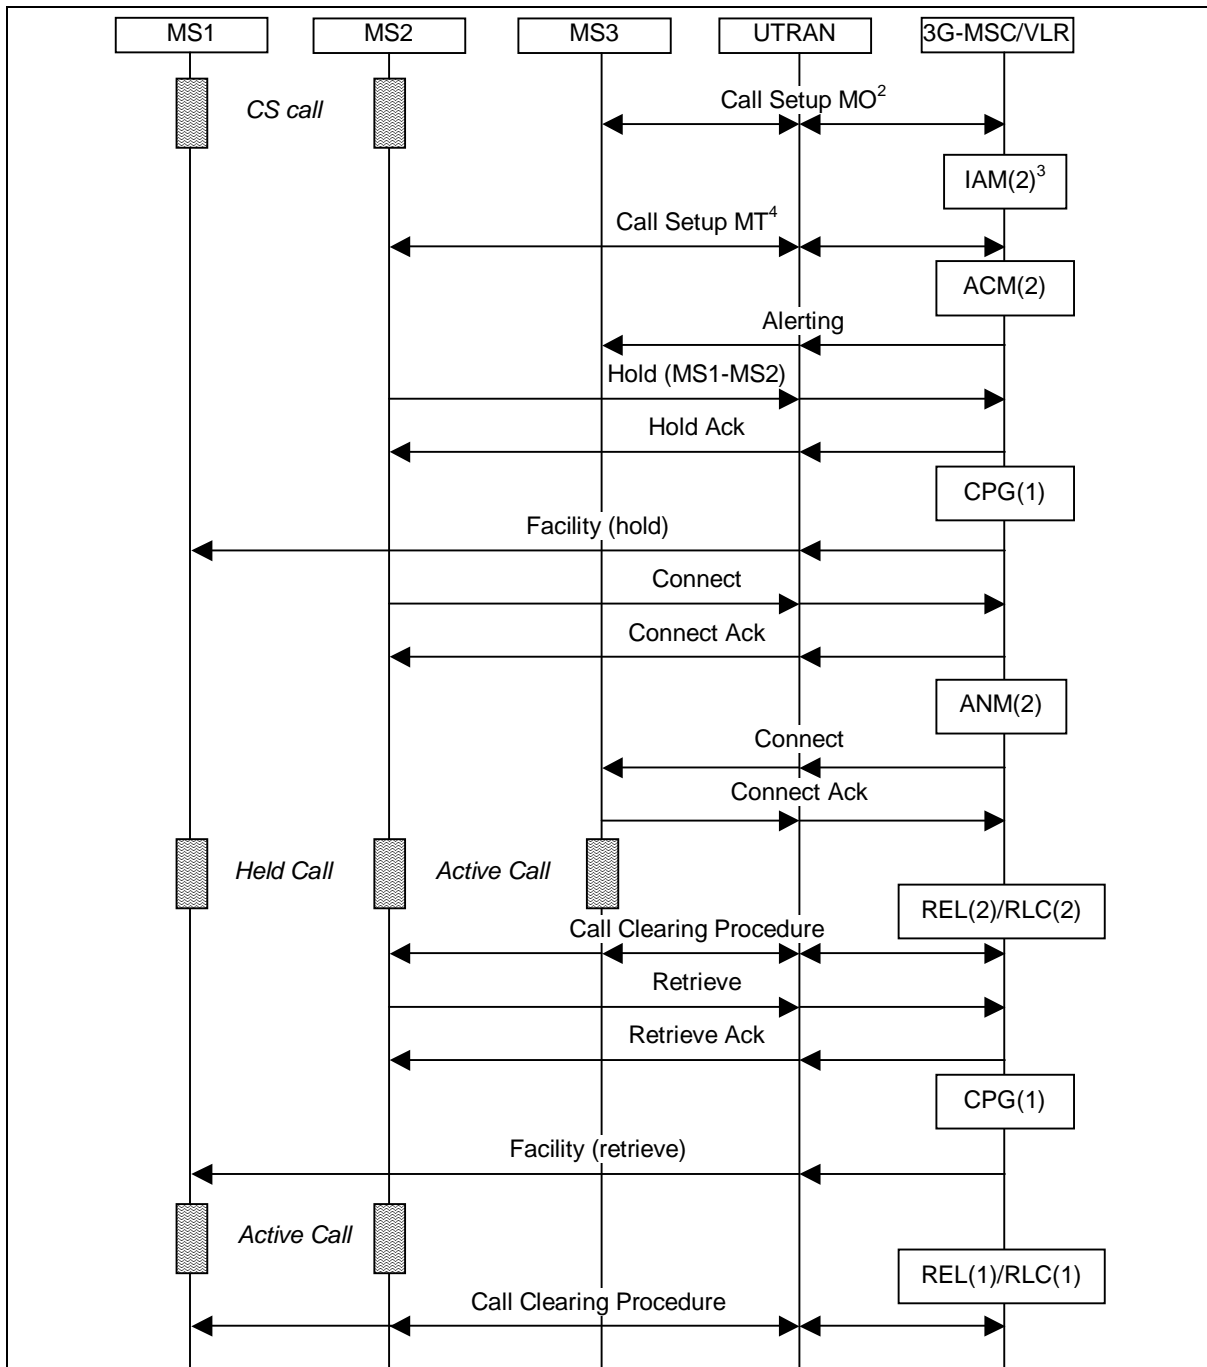 MS1 MS2 MS3 UTRAN 3G-MSC/VLR
CS call
Call Setup MO²
IAM(2)³
Call Setup MT⁴
ACM(2)
Alerting
Hold (MS1-MS2)
Hold Ack
CPG(1)
Facility (hold)
Connect
Connect Ack
ANM(2)
Connect
Connect Ack
Held Call Active Call
REL(2)/RLC(2)
Call Clearing Procedure
Retrieve
Retrieve Ack
CPG(1)
Facility (retrieve)
Active Call
REL(1)/RLC(1)
Call Clearing Procedure